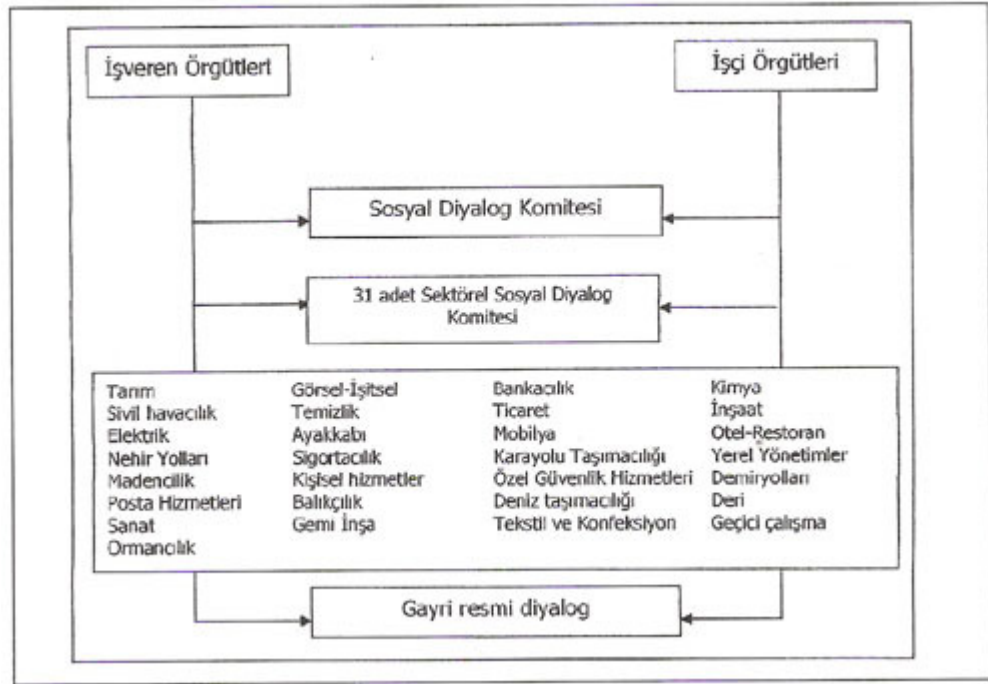 İşveren Örgütleri
İşçi Örgütleri
Sosyal Diyalog Komitesi
31 adet Sektörel Sosyal Diyalog
Komitesi
Tarım
Sivil havacılık
Elektrik
Nehir Yolları
Madencilik
Posta Hizmetleri
Sanat
Ormancılık
Görsel-İşitsel
Temizlik
Ayakkabı
Sigortacılık
Kişisel hizmetler
Balıkçılık
Gemi İnşa
Bankacılık
Ticaret
Mobilya
Karayolu Taşımacılığı
Özel Güvenlik Hizmetleri
Deniz taşımacılığı
Tekstil ve Konfeksiyon
Kimya
İnşaat
Otel-Restoran
Yerel Yönetimler
Demiryolları
Deri
Geçici çalışma
Gayri resmi diyalog